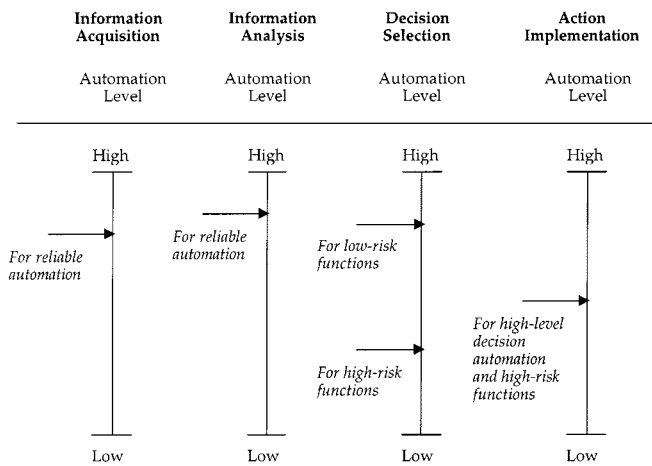 Information Acquisition
Information Analysis
Decision Selection
Action Implementation
Automation Level
Automation Level
Automation Level
Automation Level
High
High
High
High
For reliable automation
For reliable automation
For low-risk functions
For high-risk functions
For high-level decision automation and high-risk functions
Low
Low
Low
Low